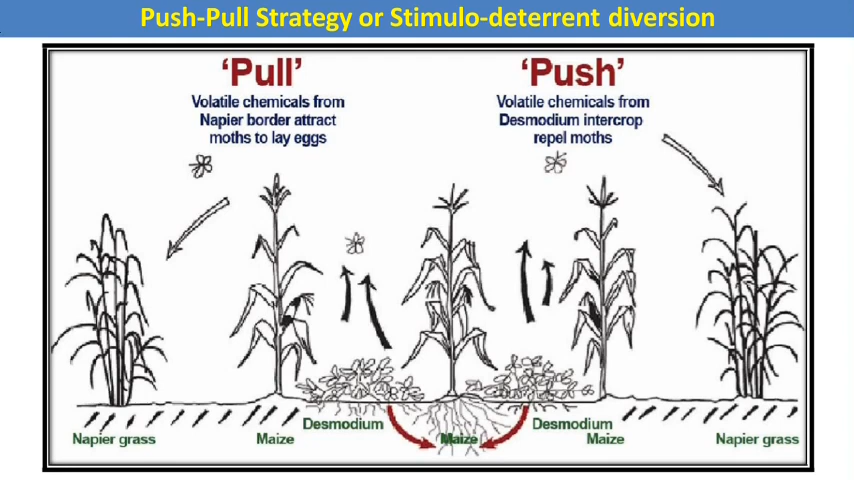 Push-Pull Strategy or Stimulo-deterrent diversion
‘Pull’
Volatile chemicals from
Napier border attract
moths to lay eggs
‘Push’
Volatile chemicals from
Desmodium intercrop
repel moths
Desmodium
Desmodium
Napier grass
Maize
Maize
Maize
Napier grass